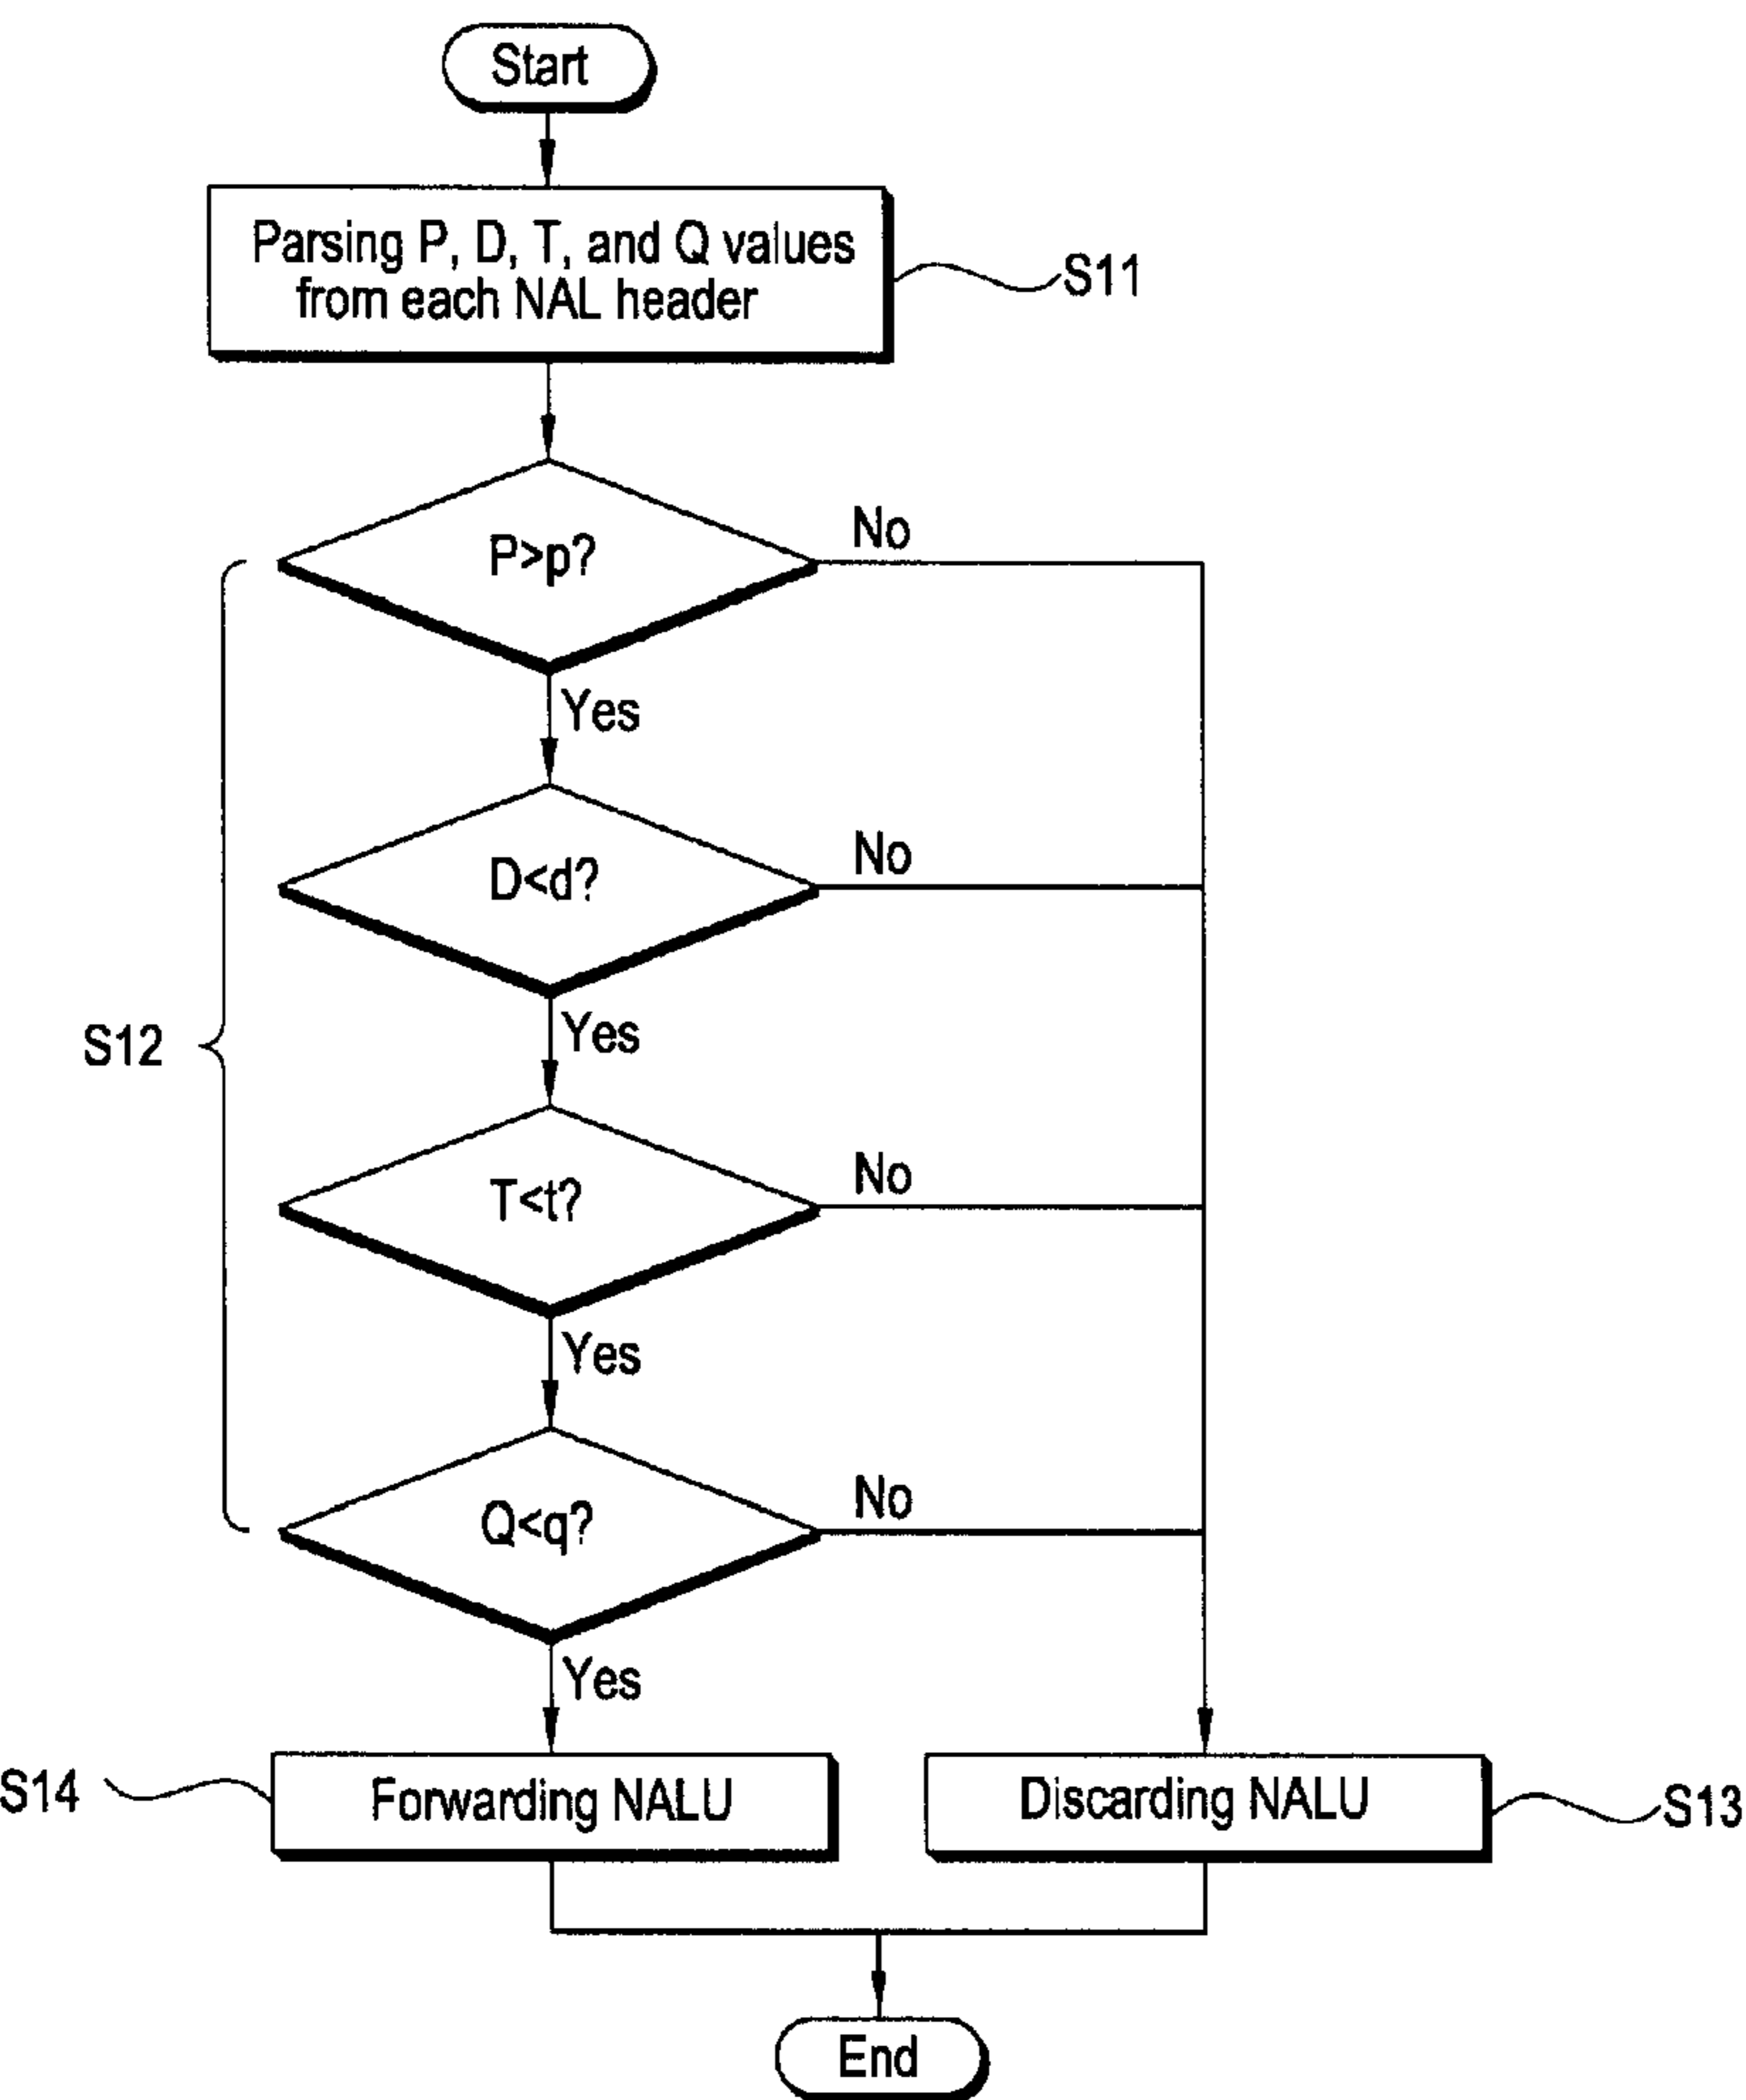 Start
Parsing P, D, T, and Q values
from each NAL header
S11
P>p?
No
Yes
D<d?
No
Yes
S12
T<t?
No
Yes
Q<q?
No
Yes
S14
Forwarding NALU
Discarding NALU
S13
End